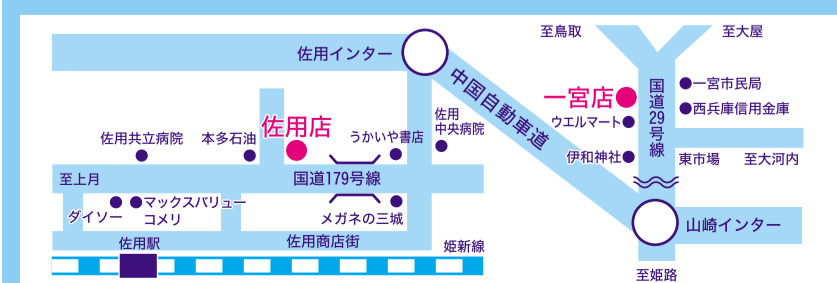 至鳥取
至大屋
佐用インター
中国自動車道
一宮店
国道29号線
一宮市民局
西兵庫信用金庫
ウエルマート
佐用
中央病院
佐用店
佐用共立病院
本多石油
うかいや書店
伊和神社
東市場
至大河内
至上月
国道179号線
ダイソー
マックスバリュー
コメリ
メガネの三城
山崎インター
佐用駅
佐用商店街
姫新線
至姫路